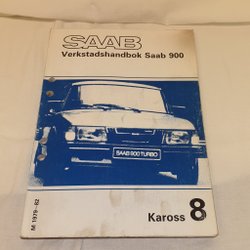 SAAB
Verkstadshandbok Saab 900
SAAB 900 TURBO
M 1979-82
Kaross 8